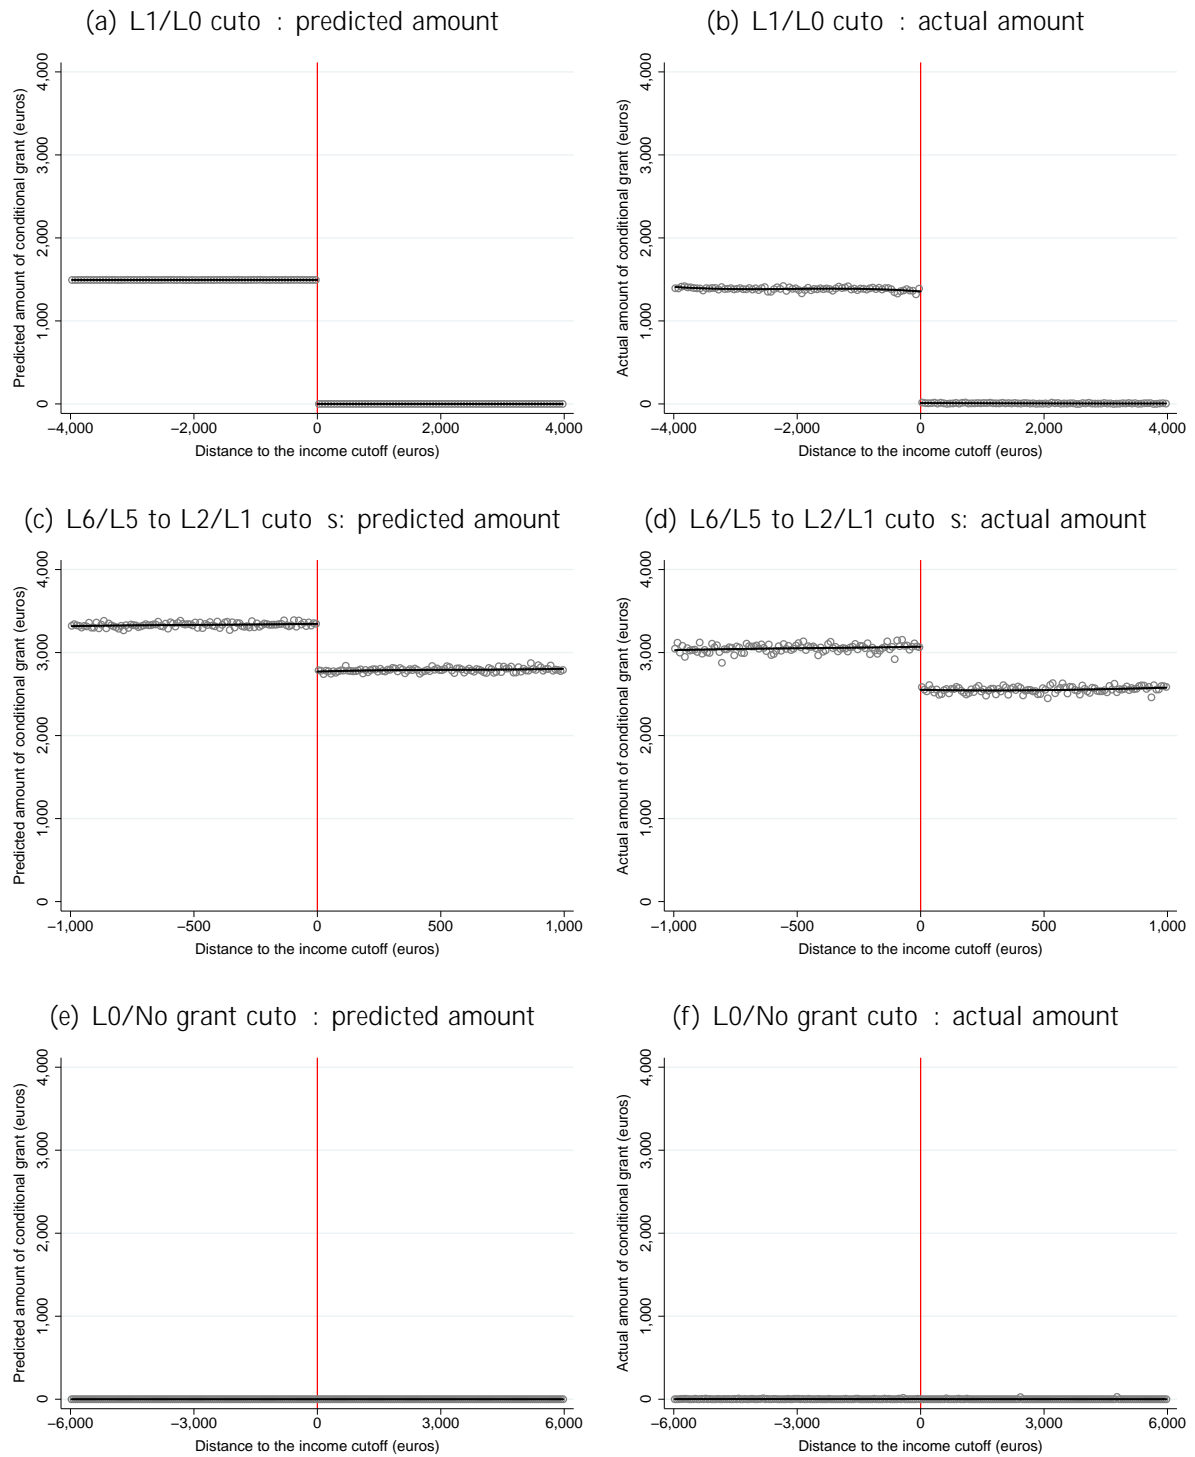 (a) L1/L0 cuto : predicted amount
Predicted amount of conditional grant (euros)
4,000
3,000
2,000
1,000
0
−4,000 −2,000 0 2,000 4,000
Distance to the income cutoff (euros)
(b) L1/L0 cuto : actual amount
Actual amount of conditional grant (euros)
4,000
3,000
2,000
1,000
0
−4,000 −2,000 0 2,000 4,000
Distance to the income cutoff (euros)
(c) L6/L5 to L2/L1 cuto s: predicted amount
Predicted amount of conditional grant (euros)
4,000
3,000
2,000
1,000
0
−1,000 −500 0 500 1,000
Distance to the income cutoff (euros)
(d) L6/L5 to L2/L1 cuto s: actual amount
Actual amount of conditional grant (euros)
4,000
3,000
2,000
1,000
0
−1,000 −500 0 500 1,000
Distance to the income cutoff (euros)
(e) L0/No grant cuto : predicted amount
Predicted amount of conditional grant (euros)
4,000
3,000
2,000
1,000
0
−6,000 −3,000 0 3,000 6,000
Distance to the income cutoff (euros)
(f) L0/No grant cuto : actual amount
Actual amount of conditional grant (euros)
4,000
3,000
2,000
1,000
0
−6,000 −3,000 0 3,000 6,000
Distance to the income cutoff (euros)